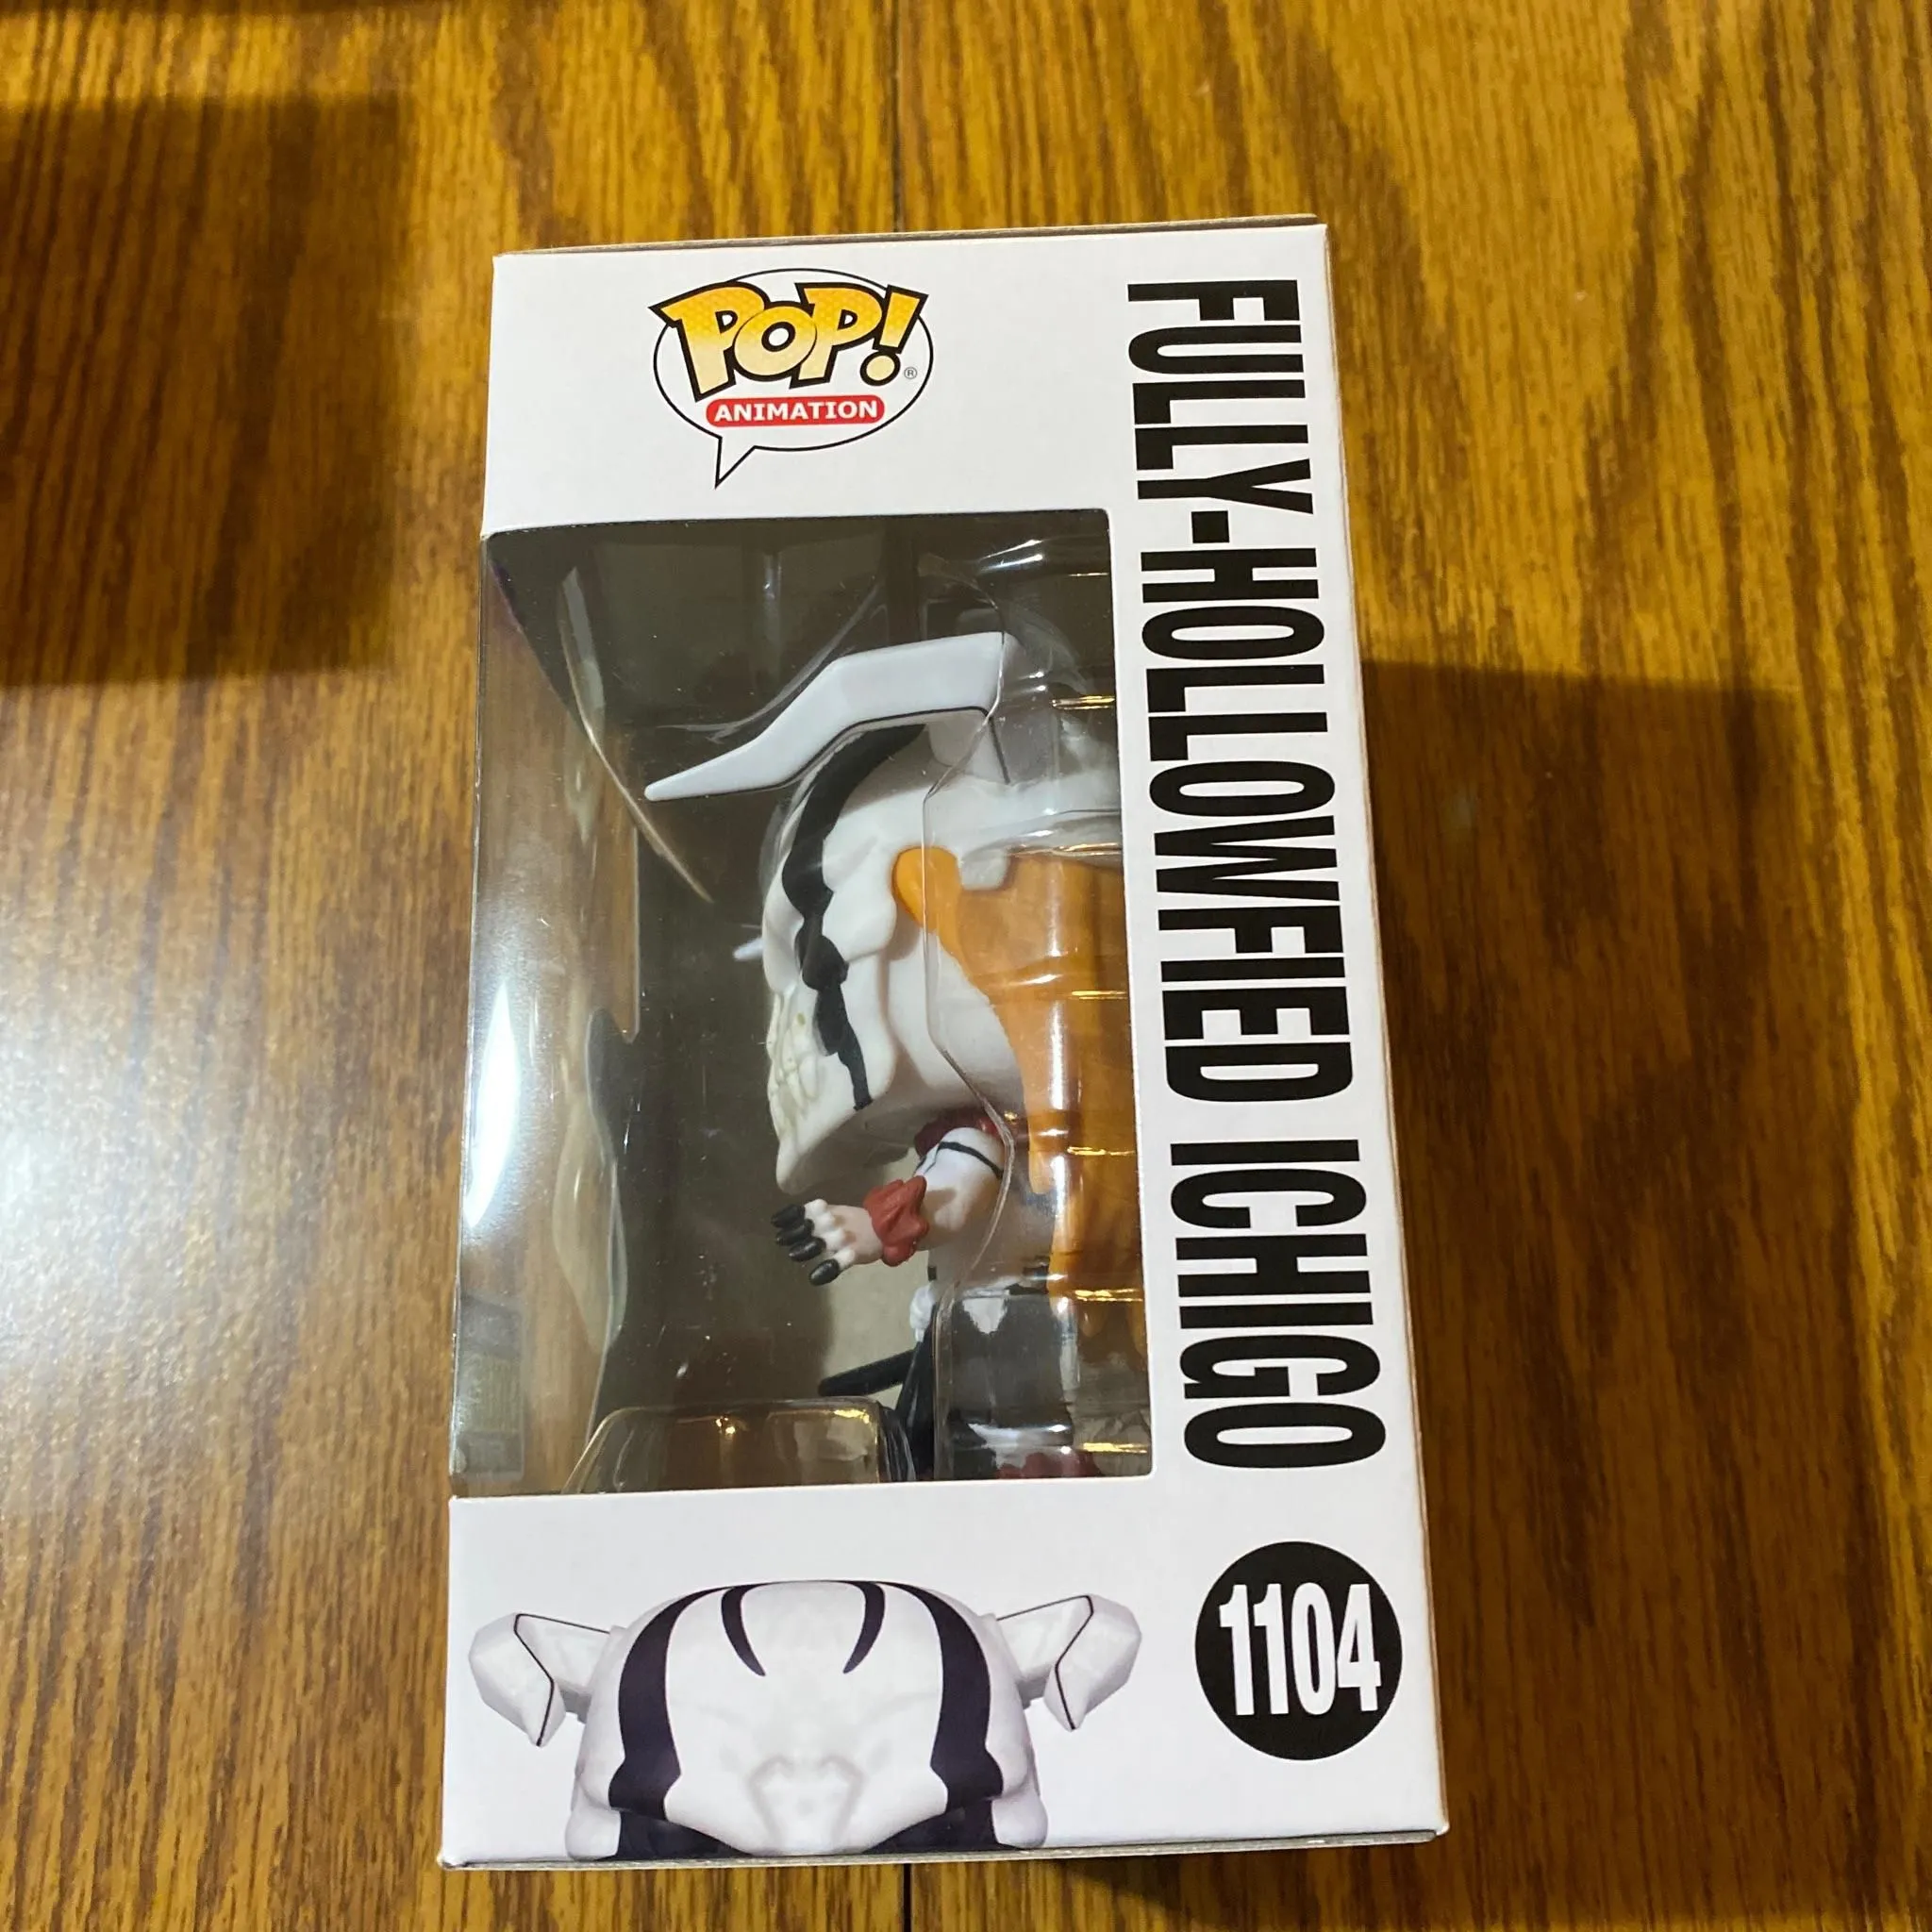 POP! ®
ANIMATION
FULLY-HOLLOWFIED ICHIGO
1104